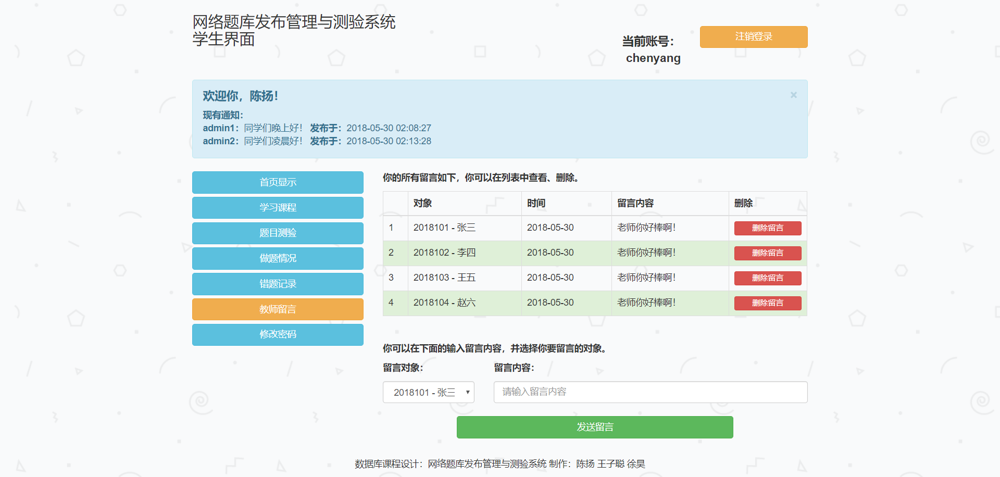 网络题库发布管理与测验系统
学生界面
当前账号：
chenyang
注销登录
欢迎你，陈扬！
×
现有通知：
admin1：同学们晚上好！ 发布于：2018-05-30 02:08:27
admin2：同学们凌晨好！ 发布于：2018-05-30 02:13:28
首页显示
学习课程
题目测验
做题情况
错题记录
教师留言
修改密码
你的所有留言如下，你可以在列表中查看、删除。
对象 时间 留言内容 删除
1 2018101 - 张三 2018-05-30 老师你好棒啊！ 删除留言
2 2018102 - 李四 2018-05-30 老师你好棒啊！ 删除留言
3 2018103 - 王五 2018-05-30 老师你好棒啊！ 删除留言
4 2018104 - 赵六 2018-05-30 老师你好棒啊！ 删除留言
你可以在下面的输入留言内容，并选择你要留言的对象。
留言对象： 留言内容：
2018101 - 张三 请输入留言内容
发送留言
数据库课程设计：网络题库发布管理与测验系统 制作：陈扬 王子聪 徐昊